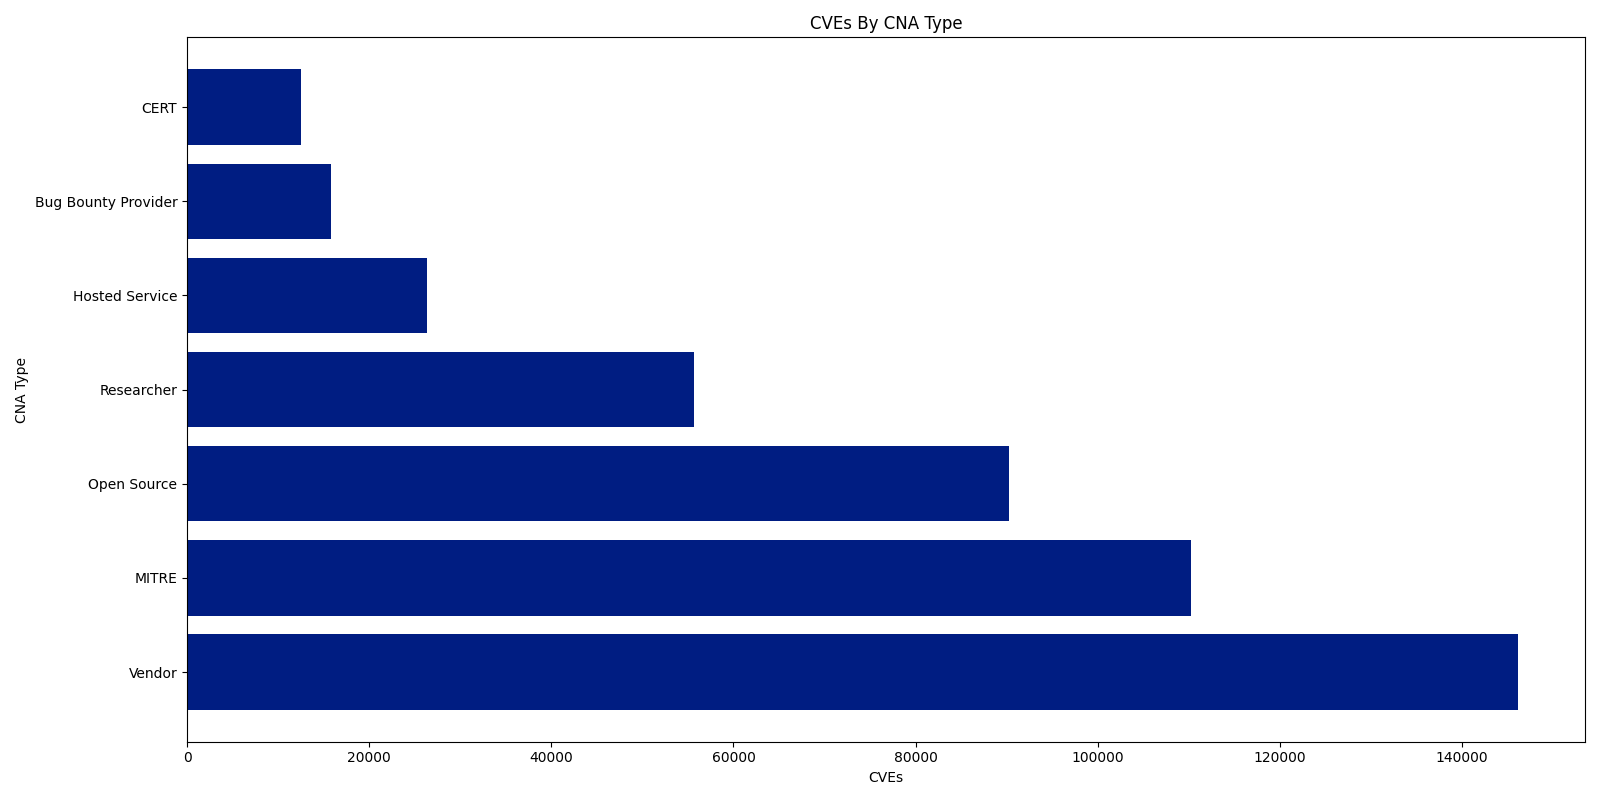 CVEs By CNA Type
CERT
Bug Bounty Provider
Hosted Service
Researcher
Open Source
MITRE
Vendor
CNA Type
0 20000 40000 60000 80000 100000 120000 140000
CVEs